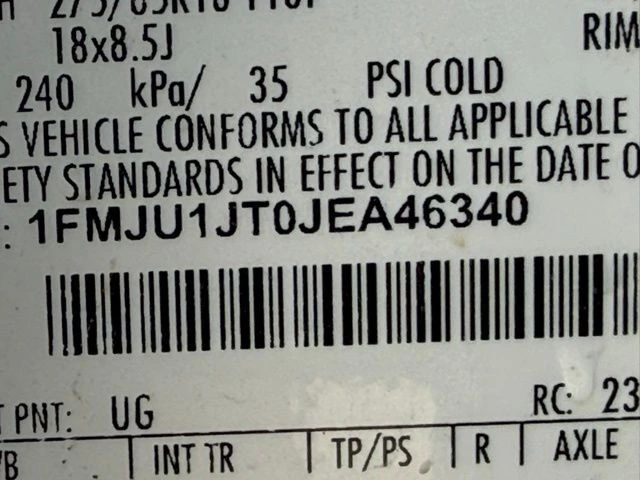 18x8.5J RIM
240 kPa/ 35 PSI COLD
S VEHICLE CONFORMS TO ALL APPLICABLE
ETY STANDARDS IN EFFECT ON THE DATE O
: 1FMJU1JT0JEA46340
T PNT: UG RC: 23
INT TR TP/PS R AXLE